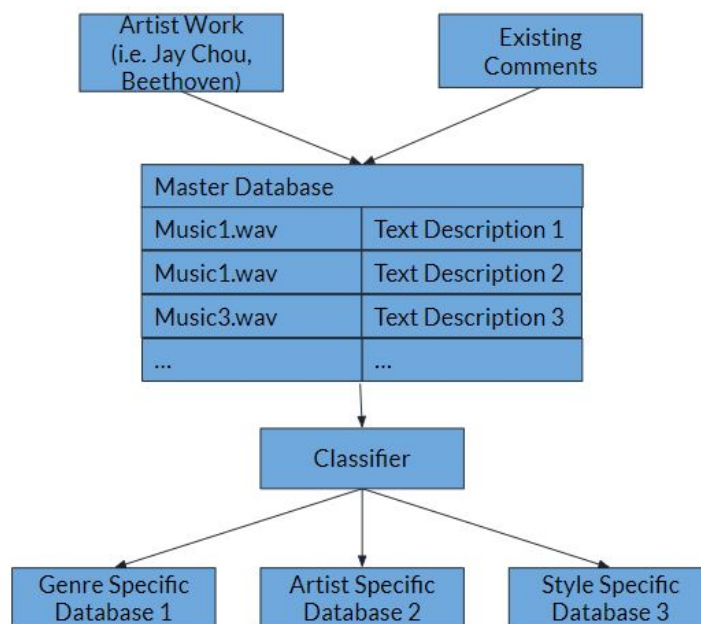 Artist Work
(i.e. Jay Chou,
Beethoven)
Existing
Comments
Master Database
Music1.wav
Text Description 1
Music1.wav
Text Description 2
Music3.wav
Text Description 3
...
...
Classifier
Genre Specific
Database 1
Artist Specific
Database 2
Style Specific
Database 3